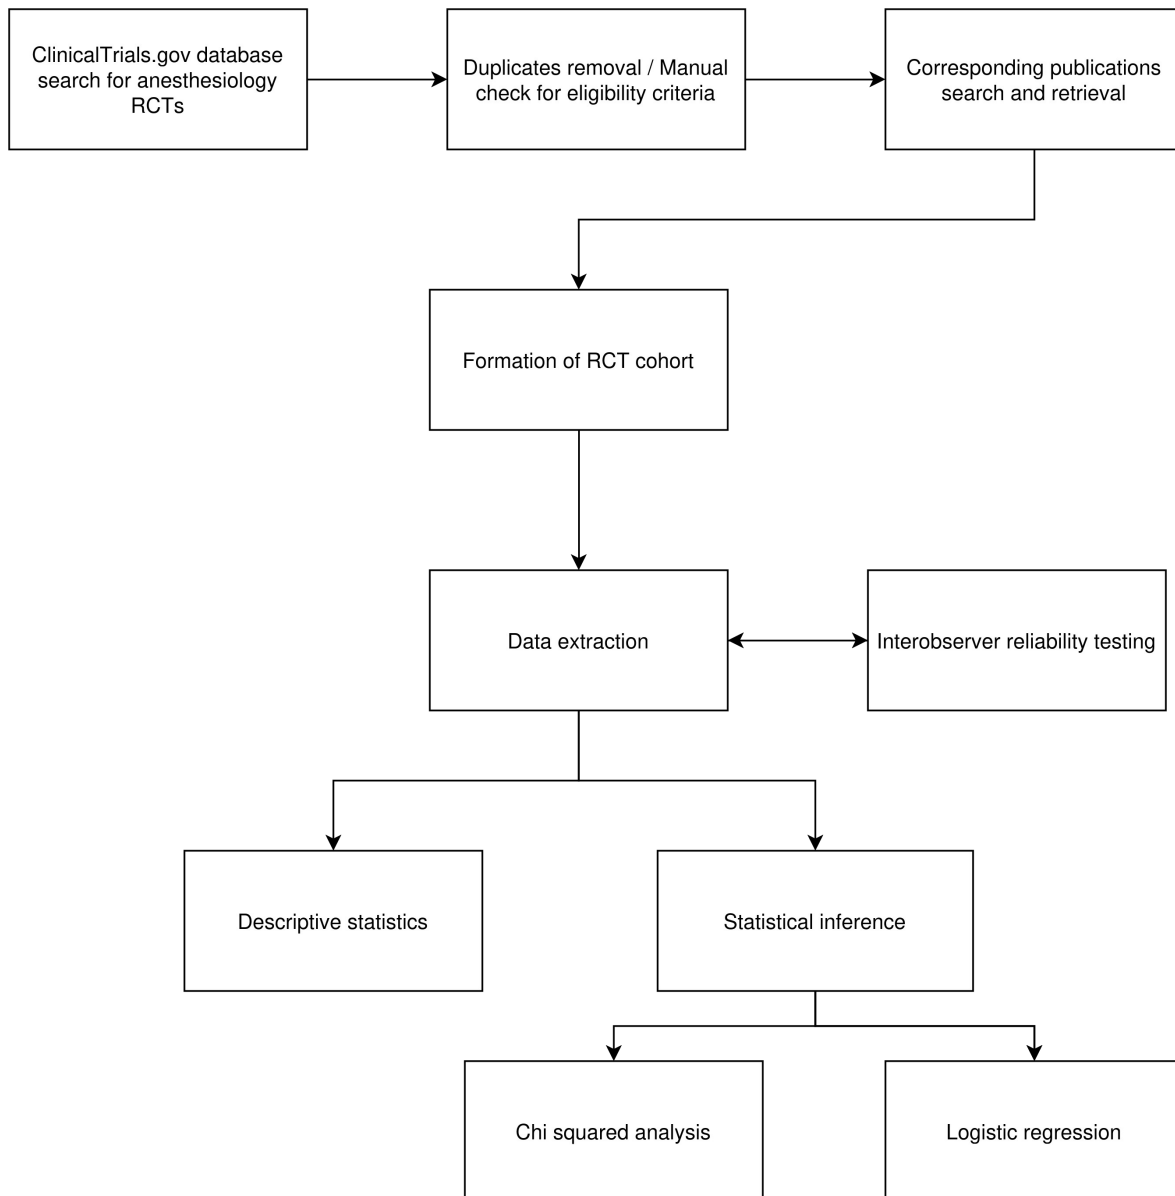 ClinicalTrials.gov database
search for anesthesiology
RCTs
Duplicates removal / Manual
check for eligibility criteria
Corresponding publications
search and retrieval
Formation of RCT cohort
Data extraction
Interobserver reliability testing
Descriptive statistics
Statistical inference
Chi squared analysis
Logistic regression